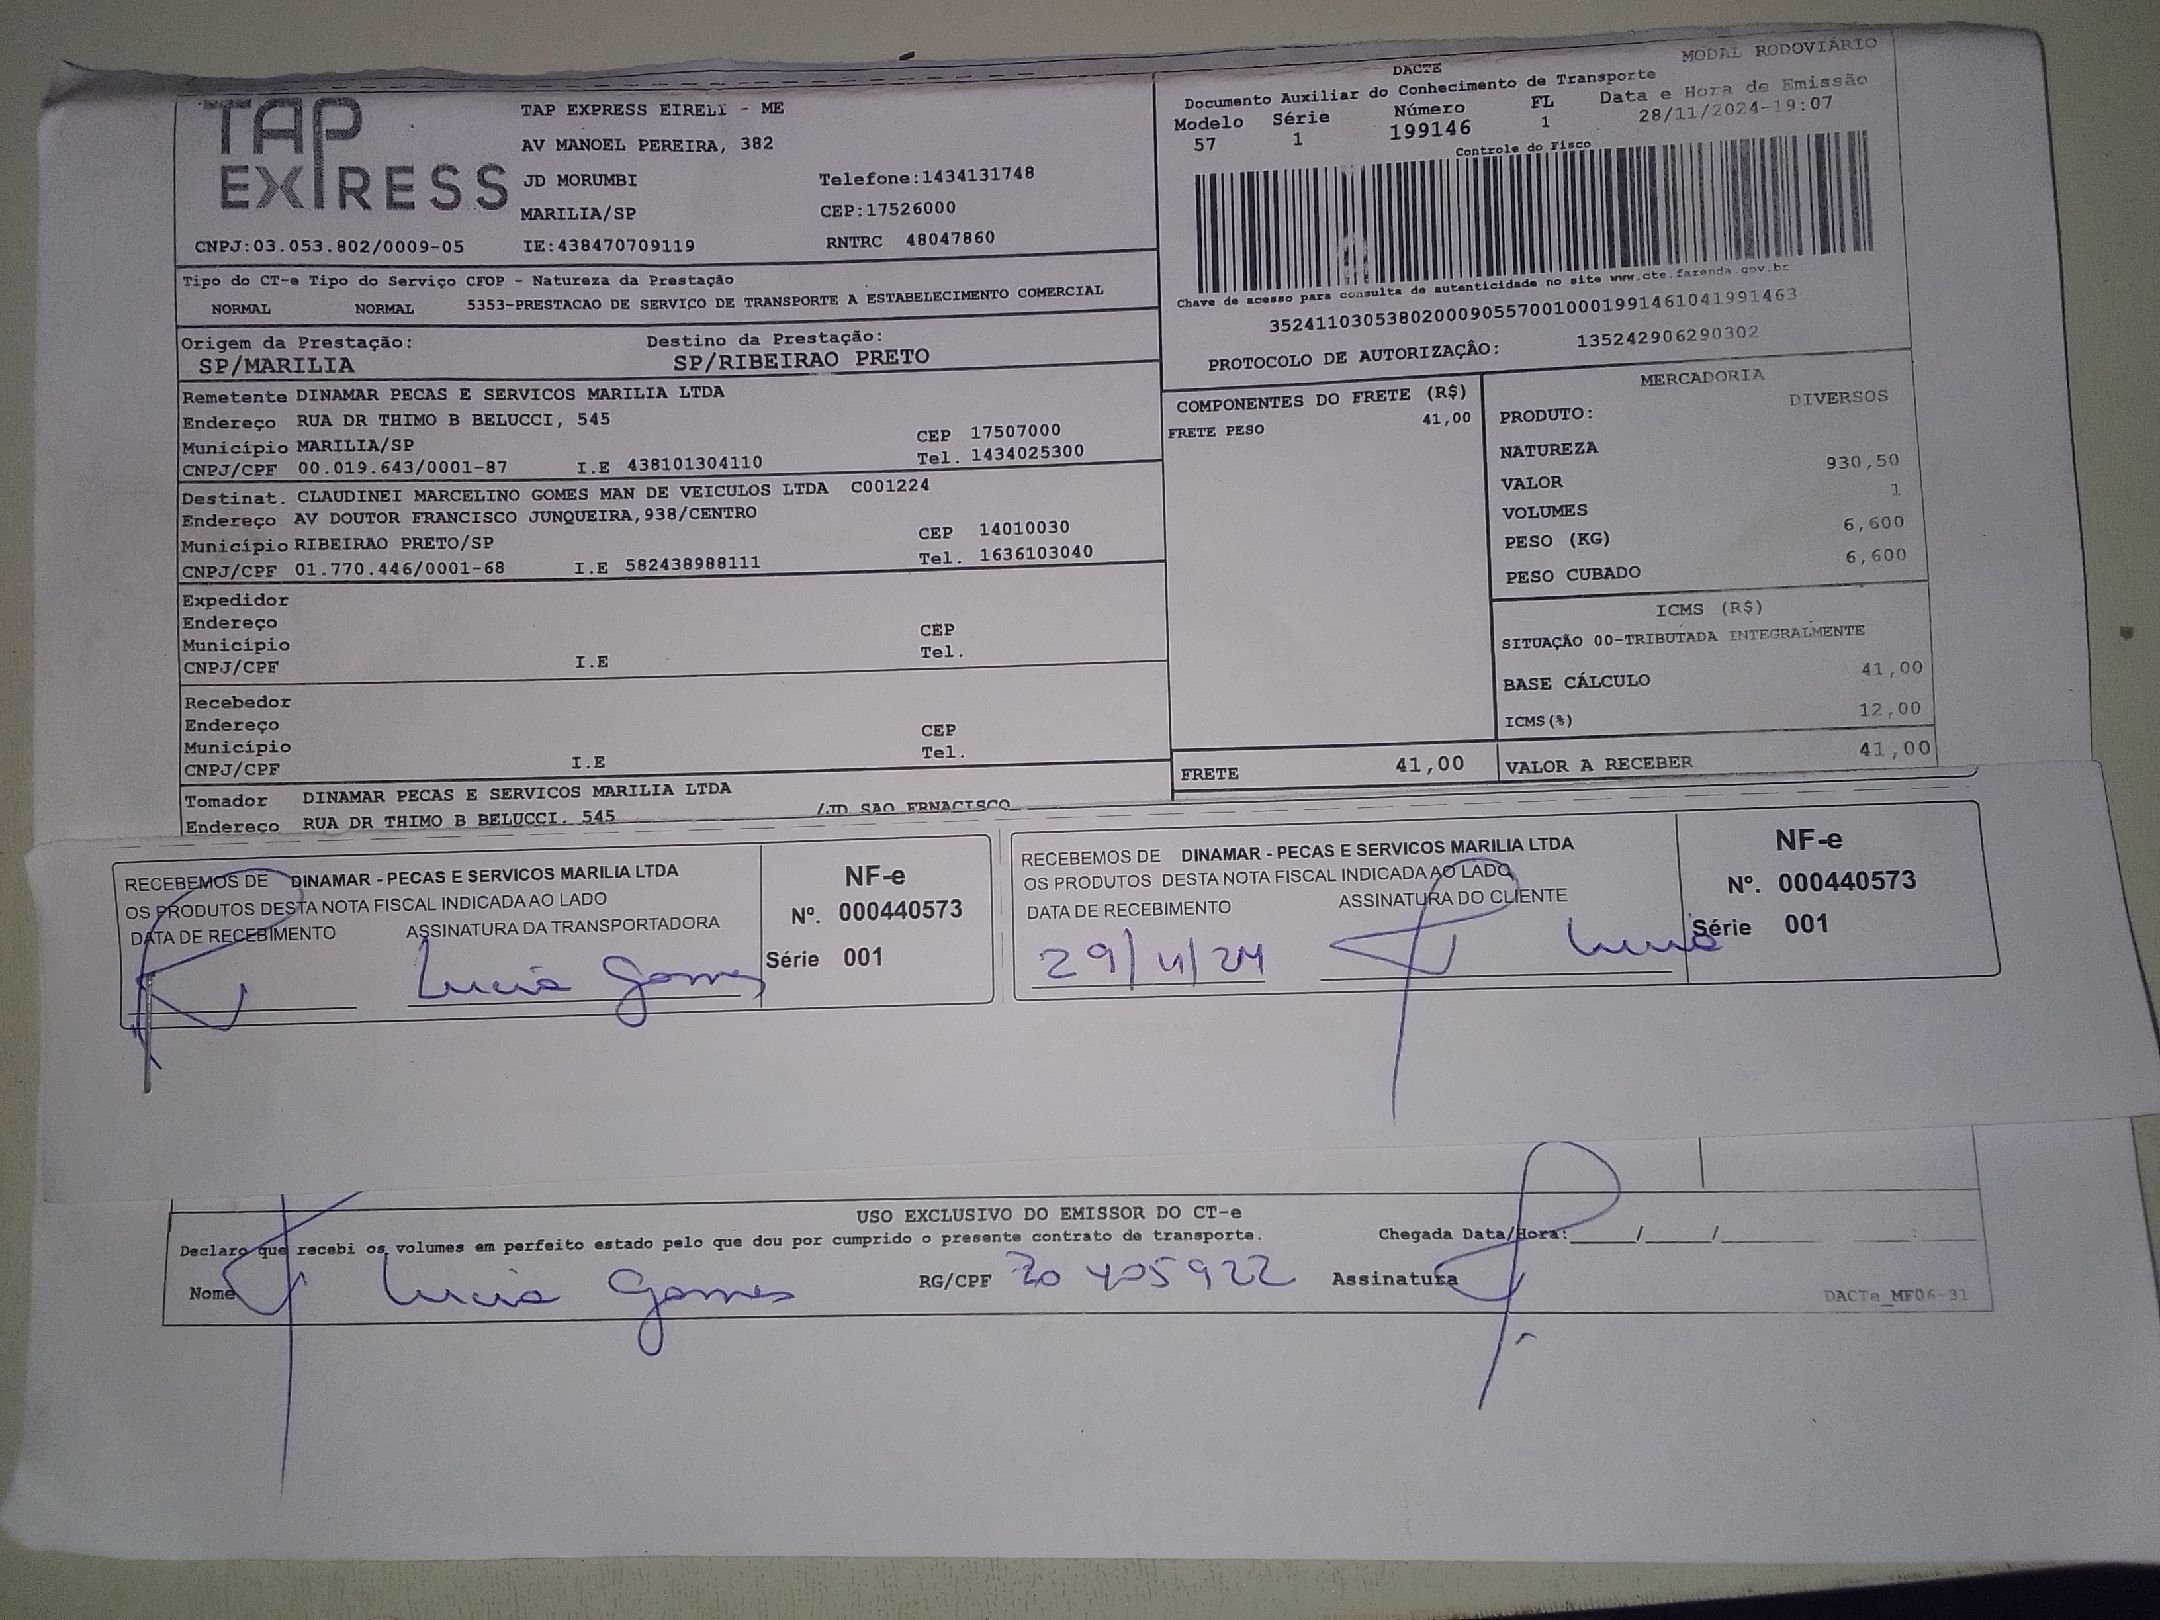 TAP EXPRESS
TAP EXPRESS EIRELI - ME
AV MANOEL PEREIRA, 382
JD MORUMBI Telefone:1434131748
MARILIA/SP CEP:17526000
CNPJ:03.053.802/0009-05 IE:438470709119 RNTRC 48047860
Tipo do CT-e Tipo do Serviço CFOP - Natureza da Prestação
NORMAL NORMAL 5353-PRESTACAO DE SERVIÇO DE TRANSPORTE A ESTABELECIMENTO COMERCIAL
Origem da Prestação: Destino da Prestação:
SP/MARILIA SP/RIBEIRAO PRETO
Remetente DINAMAR PECAS E SERVICOS MARILIA LTDA
Endereço RUA DR THIMO B BELUCCI, 545
Município MARILIA/SP CEP 17507000
CNPJ/CPF 00.019.643/0001-87 I.E 438101304110 Tel. 1434025300
Destinat. CLAUDINEI MARCELINO GOMES MAN DE VEICULOS LTDA C001224
Endereço AV DOUTOR FRANCISCO JUNQUEIRA,938/CENTRO
Município RIBEIRAO PRETO/SP CEP 14010030
CNPJ/CPF 01.770.446/0001-68 I.E 582438988111 Tel. 1636103040
Expedidor
Endereço
Município CEP
CNPJ/CPF I.E Tel.
Recebedor
Endereço
Município CEP
CNPJ/CPF I.E Tel.
Tomador DINAMAR PECAS E SERVICOS MARILIA LTDA
Endereço RUA DR THIMO B BELUCCI. 545 /JD SAO FRNACISCO
DACTE MODAL RODOVIÁRIO
Documento Auxiliar do Conhecimento de Transporte
Modelo Série Número FL Data e Hora de Emissão
57 1 199146 1 28/11/2024-19:07
Controle do Fisco
Chave de acesso para consulta de autenticidade no site www.cte.fazenda.gov.br
35241103053802000905570010001991461041991463
PROTOCOLO DE AUTORIZAÇÂO: 135242906290302
COMPONENTES DO FRETE (R$)
FRETE PESO 41,00
MERCADORIA
PRODUTO: DIVERSOS
NATUREZA
VALOR 930,50
VOLUMES 1
PESO (KG) 6,600
PESO CUBADO 6,600
ICMS (R$)
SITUAÇÃO 00-TRIBUTADA INTEGRALMENTE
BASE CÁLCULO 41,00
ICMS(%) 12,00
FRETE 41,00 VALOR A RECEBER 41,00
RECEBEMOS DE DINAMAR - PECAS E SERVICOS MARILIA LTDA
OS PRODUTOS DESTA NOTA FISCAL INDICADA AO LADO
DATA DE RECEBIMENTO ASSINATURA DA TRANSPORTADORA
Lucia Gomes
NF-e
Nº. 000440573
Série 001
RECEBEMOS DE DINAMAR - PECAS E SERVICOS MARILIA LTDA
OS PRODUTOS DESTA NOTA FISCAL INDICADA AO LADO
DATA DE RECEBIMENTO ASSINATURA DO CLIENTE
29/11/24 Lucia
NF-e
Nº. 000440573
Série 001
USO EXCLUSIVO DO EMISSOR DO CT-e
Declaro que recebi os volumes em perfeito estado pelo que dou por cumprido o presente contrato de transporte. Chegada Data/Hora:____/____/______ ____:____
Nome Lucia Gomes RG/CPF 20 405922 Assinatura
DACTe_MF06-31